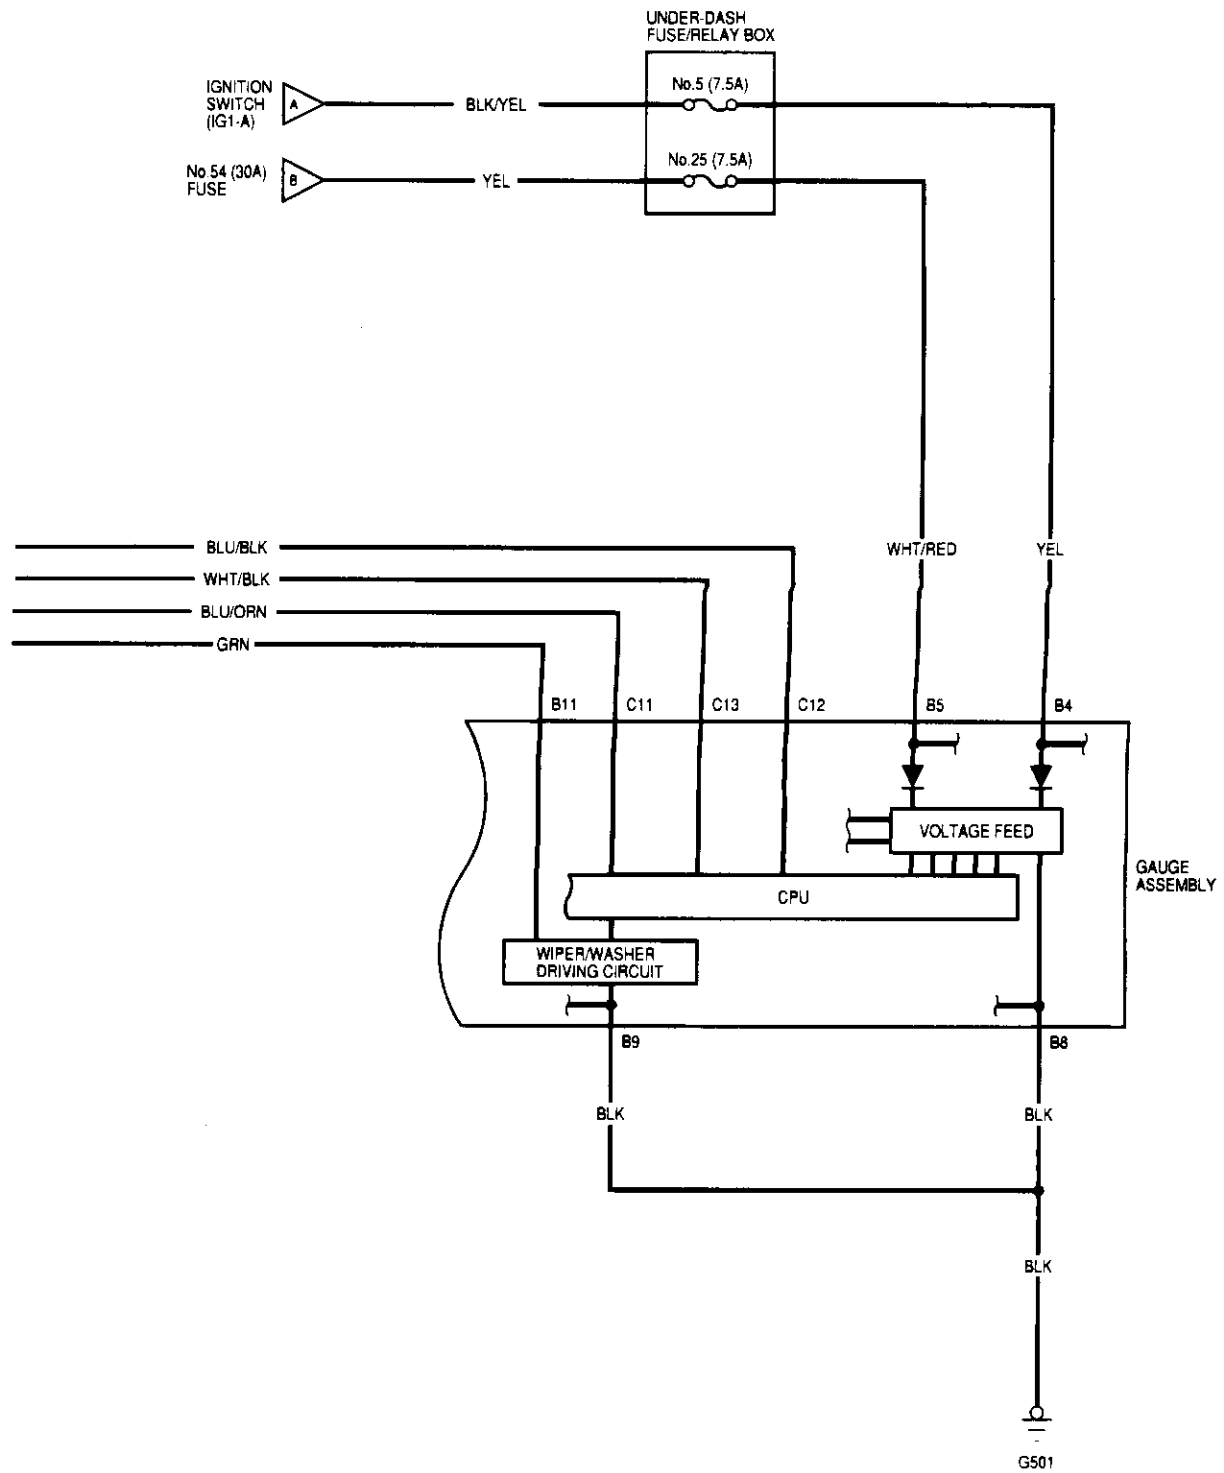 UNDER-DASH
FUSE/RELAY BOX
IGNITION
SWITCH
(IG1-A)
A
BLK/YEL
No.5 (7.5A)
No.54 (30A)
FUSE
B
YEL
No.25 (7.5A)
BLU/BLK
WHT/RED
YEL
WHT/BLK
BLU/ORN
GRN
B11
C11
C13
C12
B5
B4
VOLTAGE FEED
GAUGE
ASSEMBLY
CPU
WIPER/WASHER
DRIVING CIRCUIT
B9
B8
BLK
BLK
BLK
G501